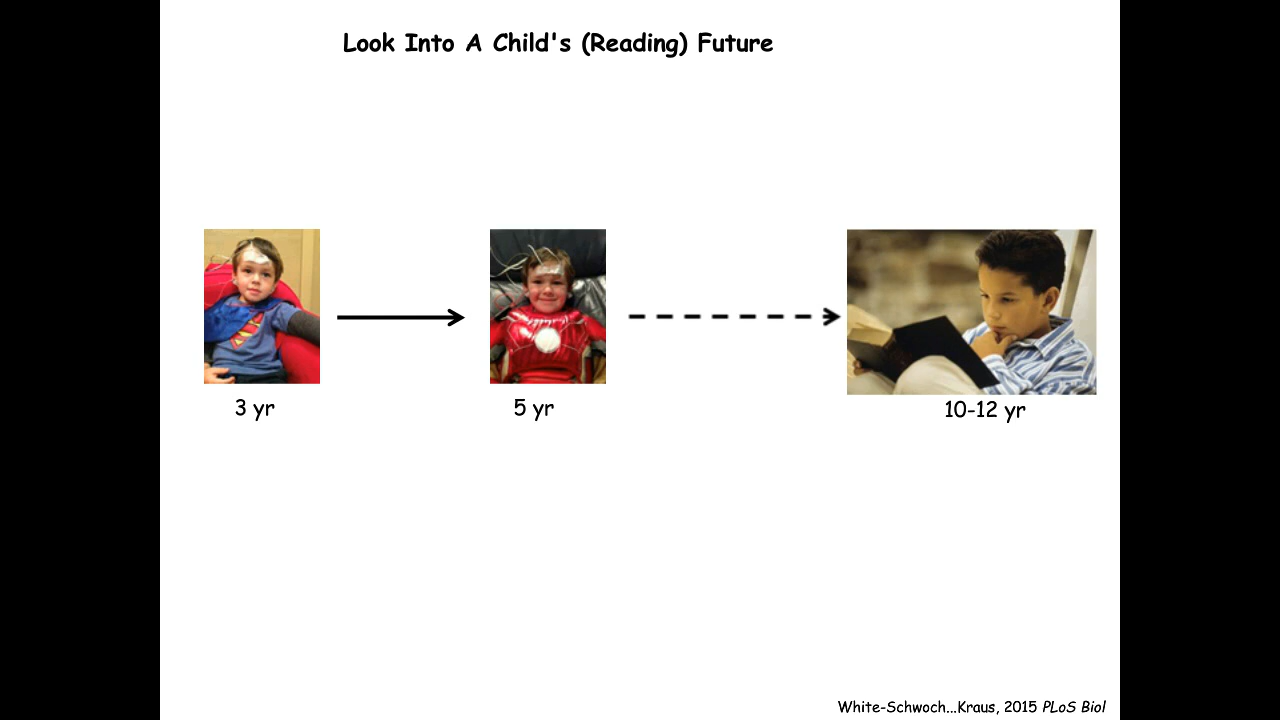 Look Into A Child's (Reading) Future
3 yr
5 yr
10-12 yr
White-Schwoch...Kraus, 2015 PLoS Biol